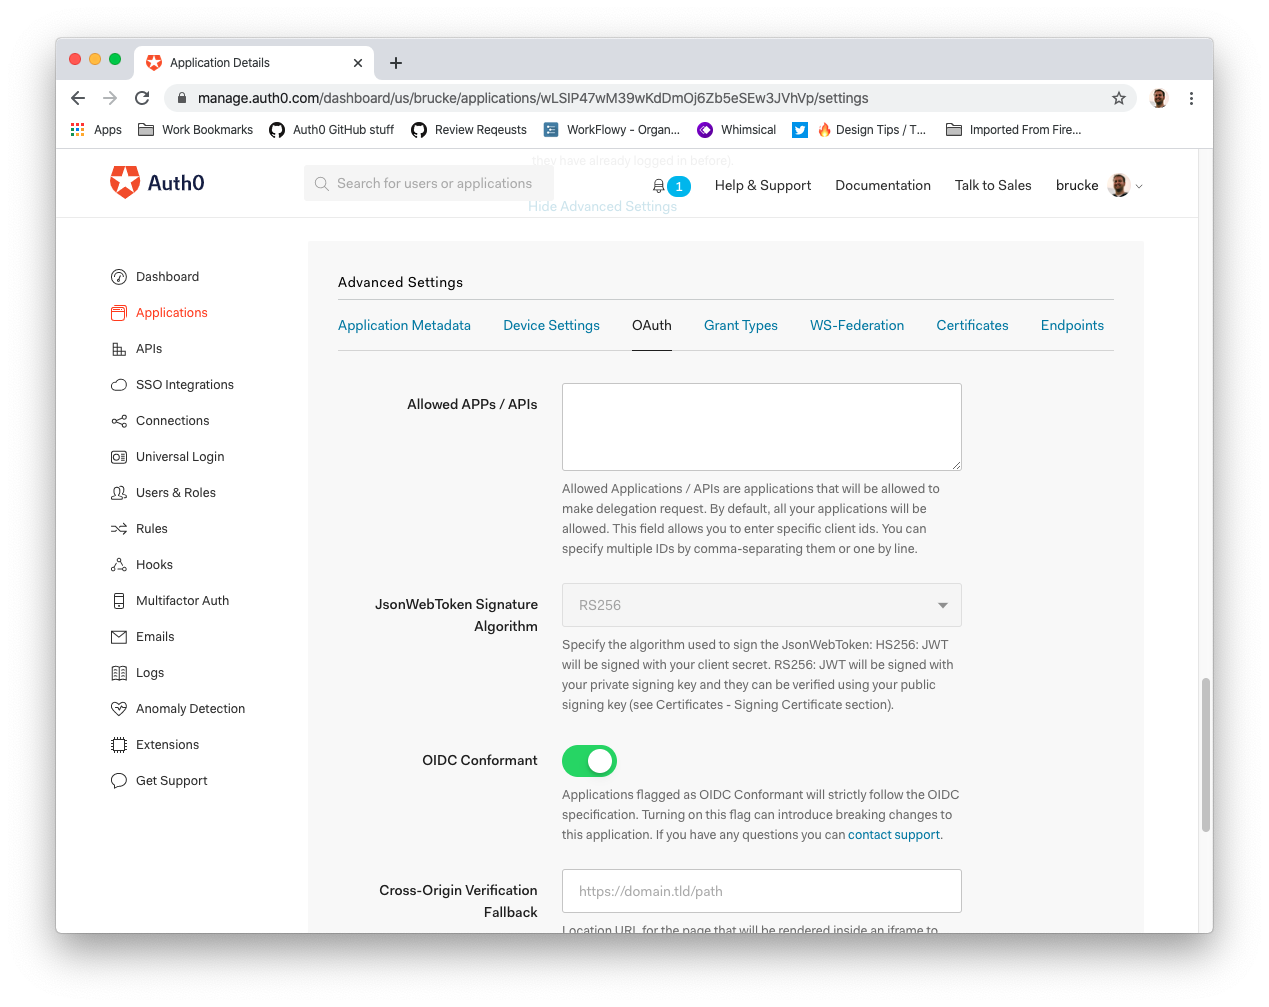 Application Details
manage.auth0.com/dashboard/us/brucke/applications/wLSIP47wM39wKdDmOj6Zb5eSEw3JVhVp/settings
Apps Work Bookmarks Auth0 GitHub stuff Review Reqeusts WorkFlowy - Organ... Whimsical Design Tips / T... Imported From Fire...
they have already logged in before).
Auth0 Search for users or applications 1 Help & Support Documentation Talk to Sales brucke
Hide Advanced Settings
Dashboard
Applications
APIs
SSO Integrations
Connections
Universal Login
Users & Roles
Rules
Hooks
Multifactor Auth
Emails
Logs
Anomaly Detection
Extensions
Get Support
Advanced Settings
Application Metadata Device Settings OAuth Grant Types WS-Federation Certificates Endpoints
Allowed APPs / APIs
Allowed Applications / APIs are applications that will be allowed to
make delegation request. By default, all your applications will be
allowed. This field allows you to enter specific client ids. You can
specify multiple IDs by comma-separating them or one by line.
JsonWebToken Signature
Algorithm
RS256
Specify the algorithm used to sign the JsonWebToken: HS256: JWT
will be signed with your client secret. RS256: JWT will be signed with
your private signing key and they can be verified using your public
signing key (see Certificates - Signing Certificate section).
OIDC Conformant
Applications flagged as OIDC Conformant will strictly follow the OIDC
specification. Turning on this flag can introduce breaking changes to
this application. If you have any questions you can contact support.
Cross-Origin Verification
Fallback
https://domain.tld/path
Location URL for the page that will be rendered inside an iframe to